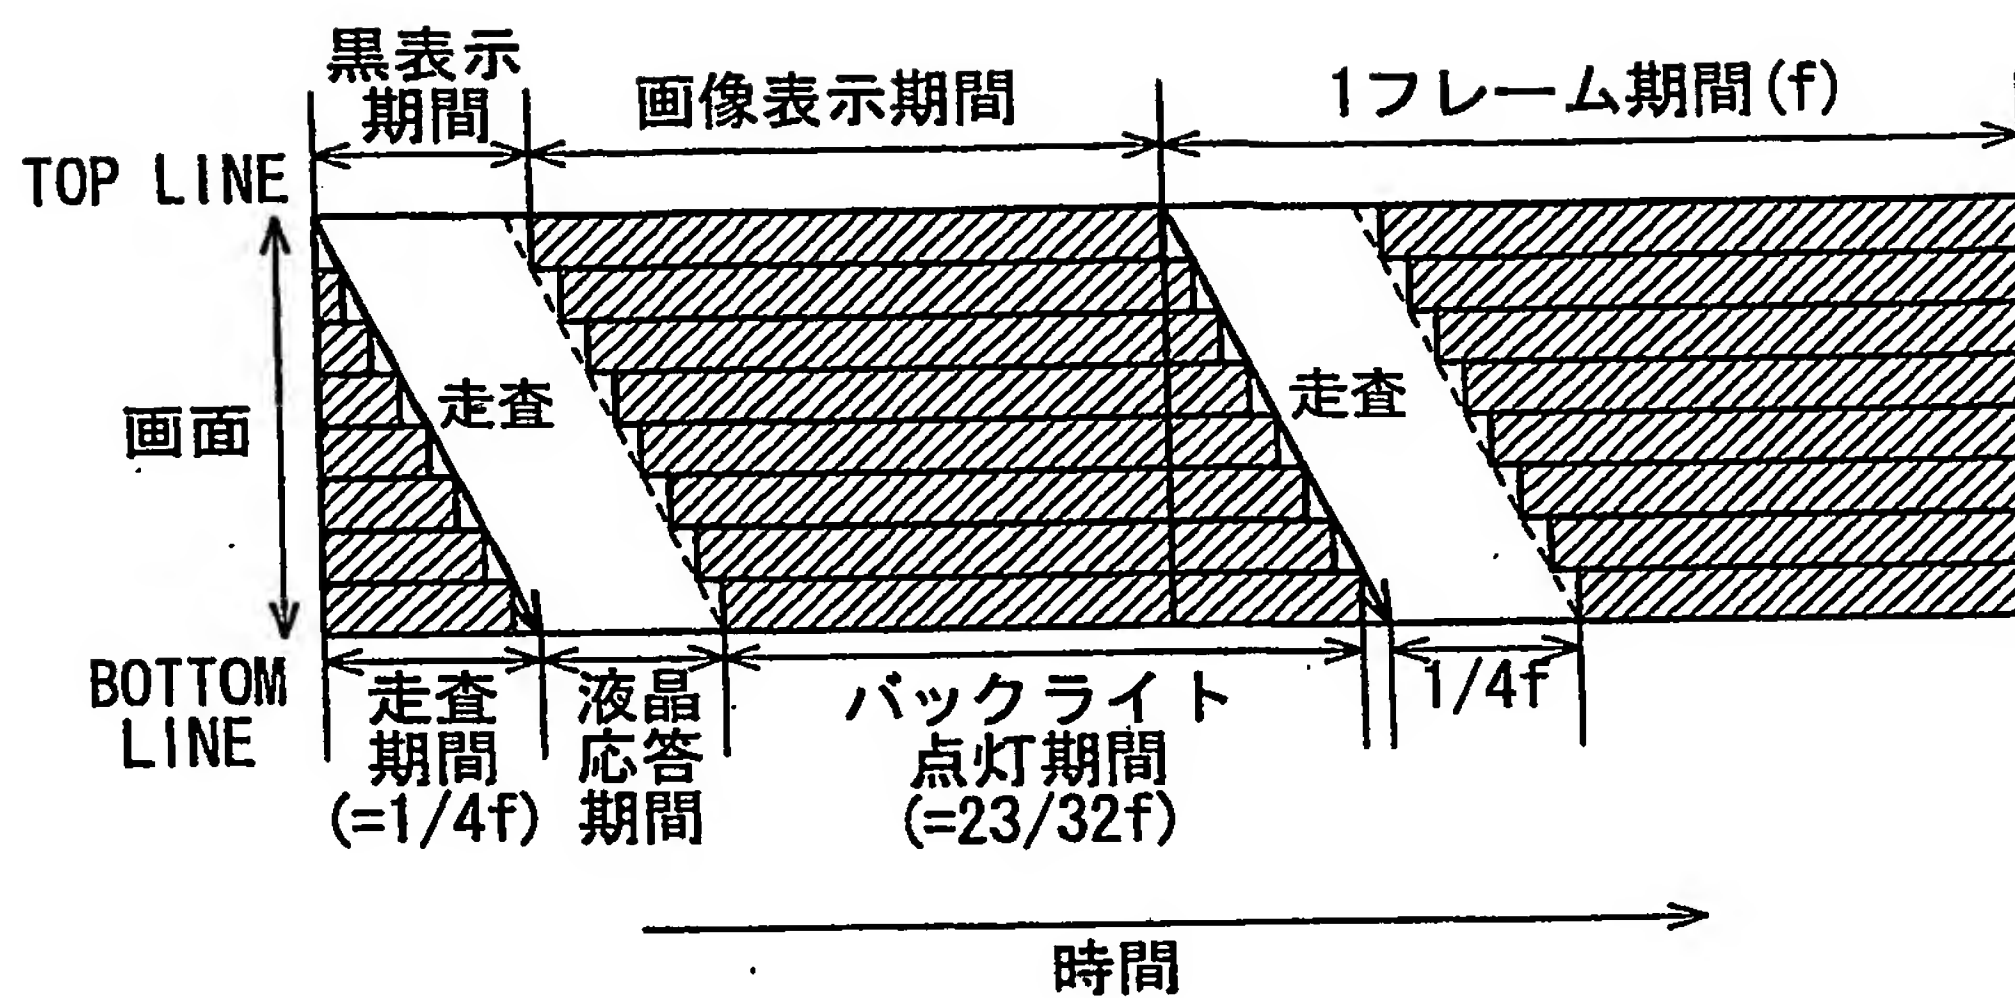 黒表示
期間
画像表示期間
1フレーム期間(f)
TOP LINE
走査
走査
画面
BOTTOM
LINE
走査
期間
(=1/4f)
液晶
応答
期間
バックライト
点灯期間
(=23/32f)
1/4f
時間